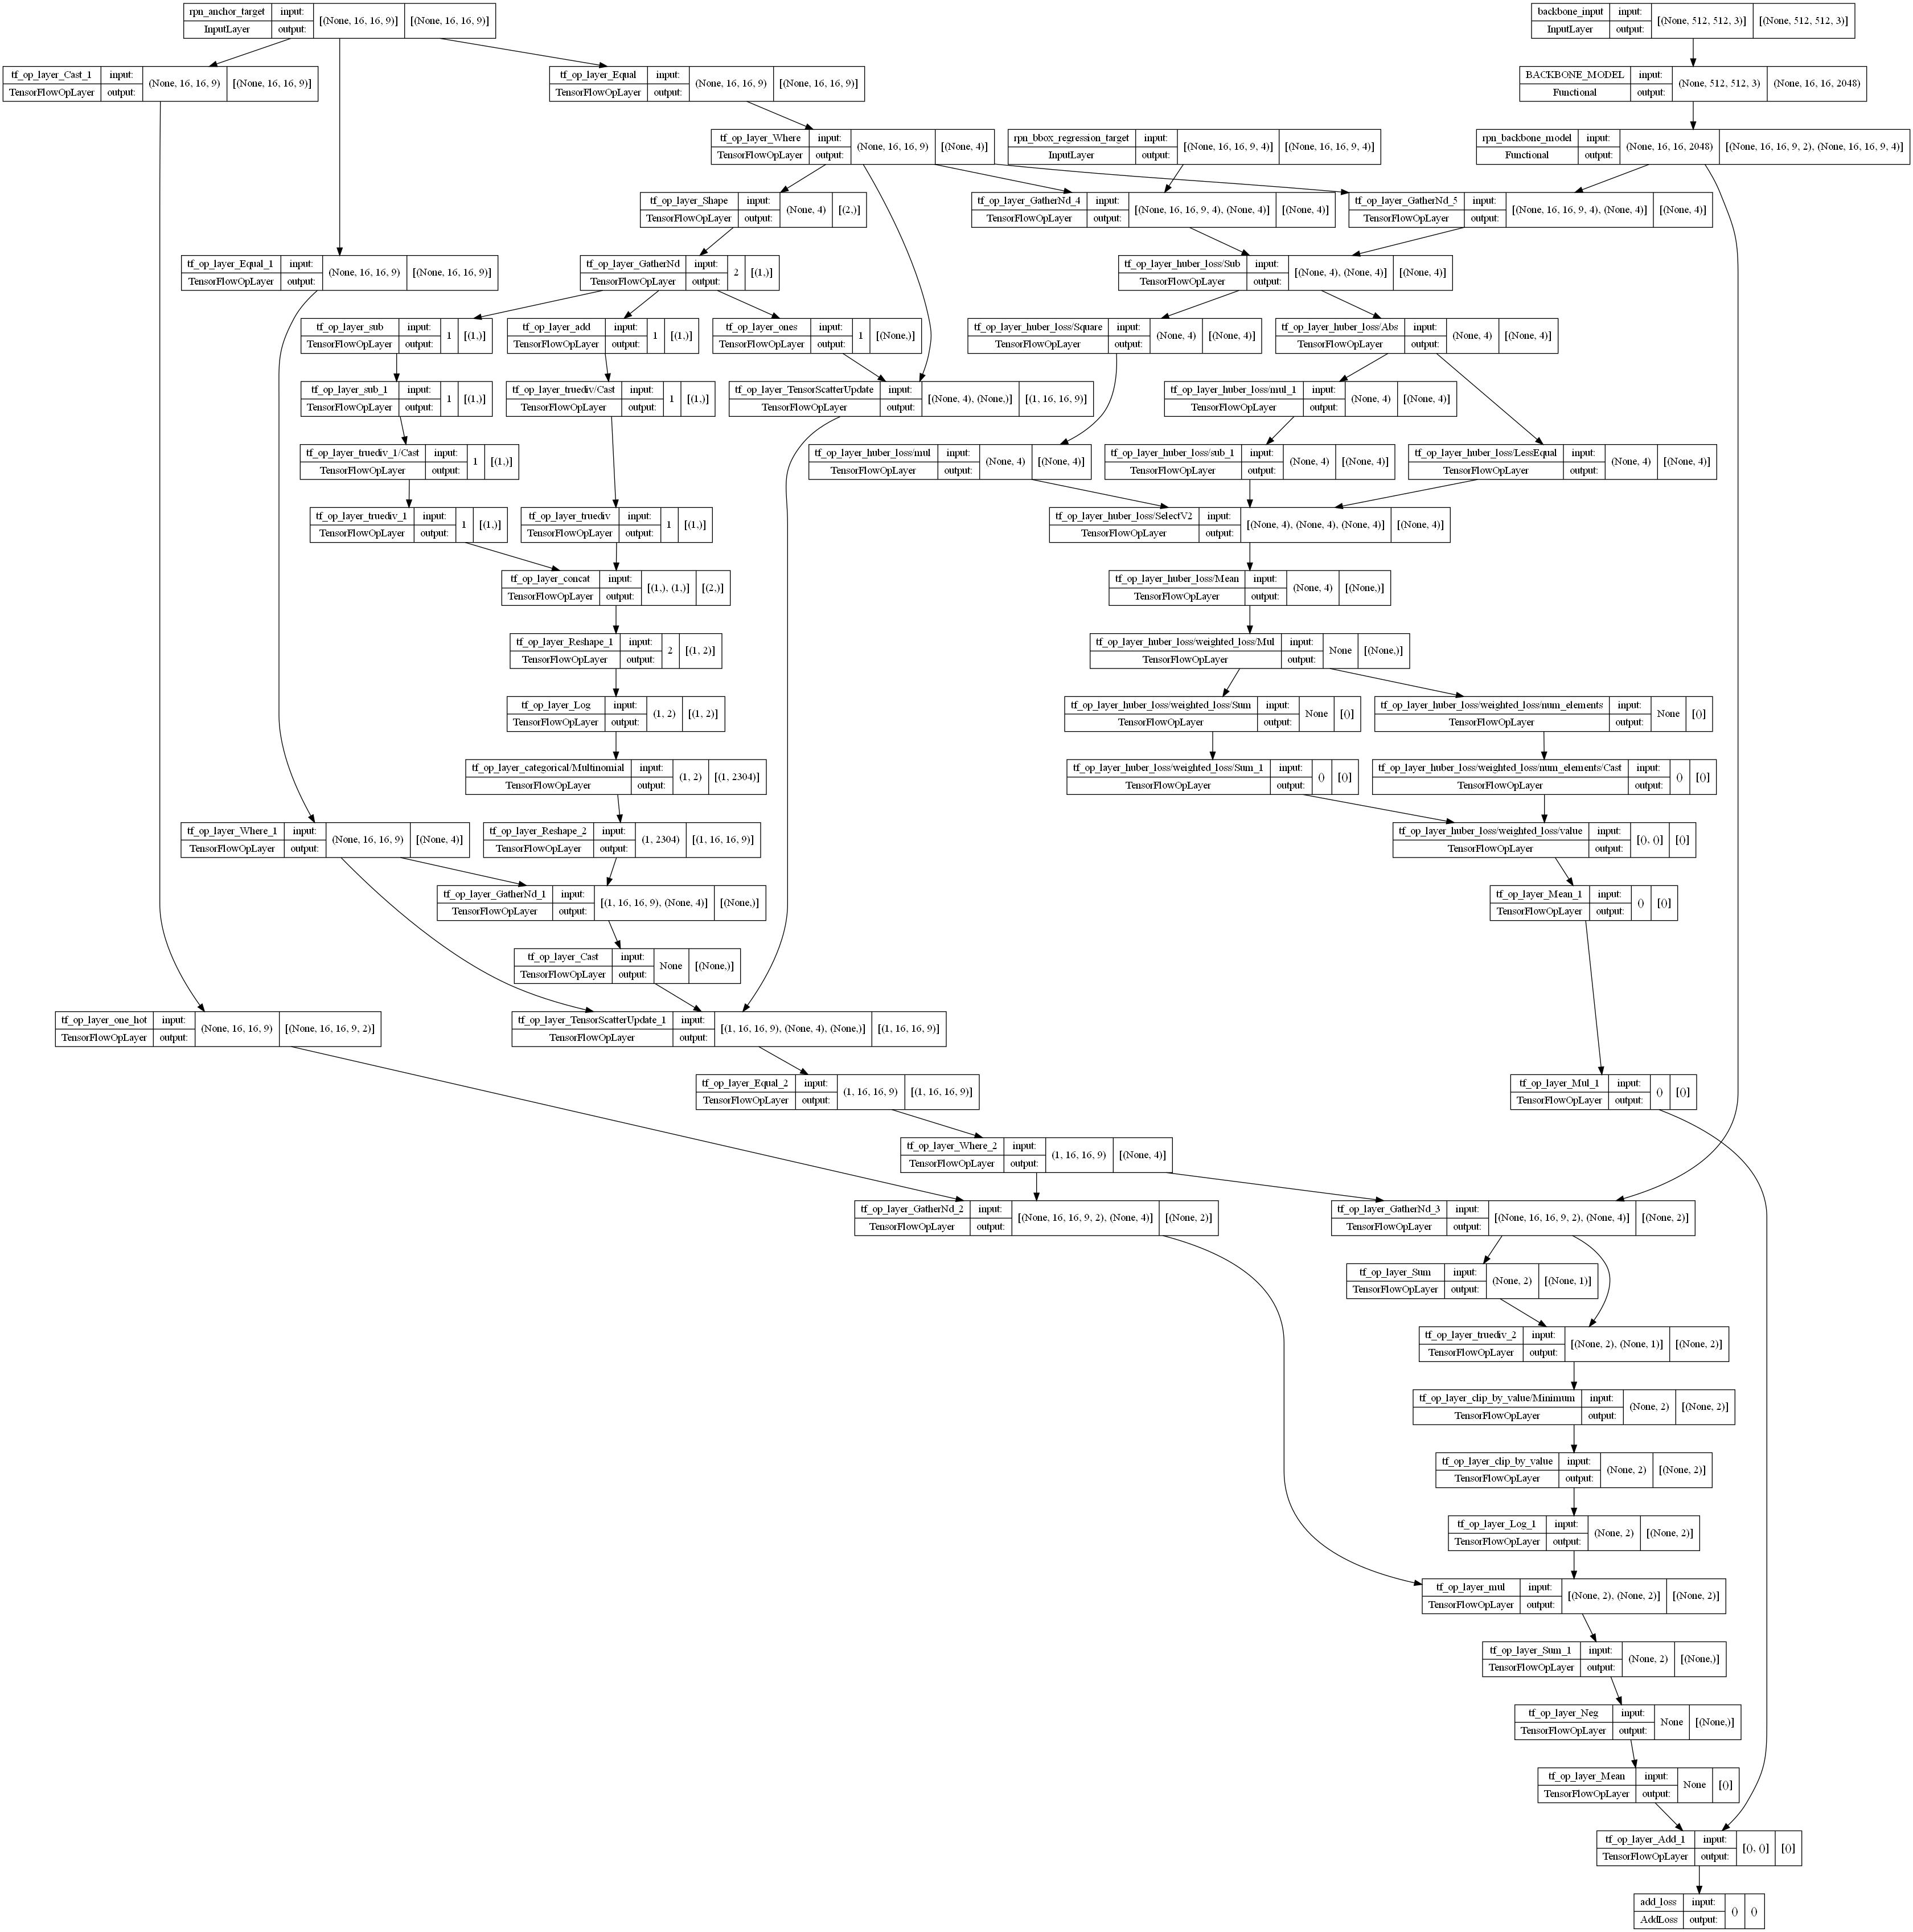 rpn_anchor_target input: [(None, 16, 16, 9)] [(None, 16, 16, 9)]
InputLayer output:
backbone_input input: [(None, 512, 512, 3)] [(None, 512, 512, 3)]
InputLayer output:
tf_op_layer_Cast_1 input: (None, 16, 16, 9) [(None, 16, 16, 9)]
TensorFlowOpLayer output:
tf_op_layer_Equal input: (None, 16, 16, 9) [(None, 16, 16, 9)]
TensorFlowOpLayer output:
BACKBONE_MODEL input: (None, 512, 512, 3) (None, 16, 16, 2048)
Functional output:
tf_op_layer_Where input: (None, 16, 16, 9) [(None, 4)]
TensorFlowOpLayer output:
rpn_bbox_regression_target input: [(None, 16, 16, 9, 4)] [(None, 16, 16, 9, 4)]
InputLayer output:
rpn_backbone_model input: (None, 16, 16, 2048) [(None, 16, 16, 9, 2), (None, 16, 16, 9, 4)]
Functional output:
tf_op_layer_Shape input: (None, 4) [(2,)]
TensorFlowOpLayer output:
tf_op_layer_GatherNd_4 input: [(None, 16, 16, 9, 4), (None, 4)] [(None, 4)]
TensorFlowOpLayer output:
tf_op_layer_GatherNd_5 input: [(None, 16, 16, 9, 4), (None, 4)] [(None, 4)]
TensorFlowOpLayer output:
tf_op_layer_Equal_1 input: (None, 16, 16, 9) [(None, 16, 16, 9)]
TensorFlowOpLayer output:
tf_op_layer_GatherNd input: 2 [(1,)]
TensorFlowOpLayer output:
tf_op_layer_huber_loss/Sub input: [(None, 4), (None, 4)] [(None, 4)]
TensorFlowOpLayer output:
tf_op_layer_sub input: 1 [(1,)]
TensorFlowOpLayer output:
tf_op_layer_add input: 1 [(1,)]
TensorFlowOpLayer output:
tf_op_layer_ones input: 1 [(None,)]
TensorFlowOpLayer output:
tf_op_layer_huber_loss/Square input: (None, 4) [(None, 4)]
TensorFlowOpLayer output:
tf_op_layer_huber_loss/Abs input: (None, 4) [(None, 4)]
TensorFlowOpLayer output:
tf_op_layer_sub_1 input: 1 [(1,)]
TensorFlowOpLayer output:
tf_op_layer_truediv/Cast input: 1 [(1,)]
TensorFlowOpLayer output:
tf_op_layer_TensorScatterUpdate input: [(None, 4), (None,)] [(1, 16, 16, 9)]
TensorFlowOpLayer output:
tf_op_layer_huber_loss/mul_1 input: (None, 4) [(None, 4)]
TensorFlowOpLayer output:
tf_op_layer_truediv_1/Cast input: 1 [(1,)]
TensorFlowOpLayer output:
tf_op_layer_huber_loss/mul input: (None, 4) [(None, 4)]
TensorFlowOpLayer output:
tf_op_layer_huber_loss/sub_1 input: (None, 4) [(None, 4)]
TensorFlowOpLayer output:
tf_op_layer_huber_loss/LessEqual input: (None, 4) [(None, 4)]
TensorFlowOpLayer output:
tf_op_layer_truediv_1 input: 1 [(1,)]
TensorFlowOpLayer output:
tf_op_layer_truediv input: 1 [(1,)]
TensorFlowOpLayer output:
tf_op_layer_huber_loss/SelectV2 input: [(None, 4), (None, 4), (None, 4)] [(None, 4)]
TensorFlowOpLayer output:
tf_op_layer_concat input: [(1,), (1,)] [(2,)]
TensorFlowOpLayer output:
tf_op_layer_huber_loss/Mean input: (None, 4) [(None,)]
TensorFlowOpLayer output:
tf_op_layer_Reshape_1 input: 2 [(1, 2)]
TensorFlowOpLayer output:
tf_op_layer_huber_loss/weighted_loss/Mul input: None [(None,)]
TensorFlowOpLayer output:
tf_op_layer_Log input: (1, 2) [(1, 2)]
TensorFlowOpLayer output:
tf_op_layer_huber_loss/weighted_loss/Sum input: None [()]
TensorFlowOpLayer output:
tf_op_layer_huber_loss/weighted_loss/num_elements input: None [()]
TensorFlowOpLayer output:
tf_op_layer_categorical/Multinomial input: (1, 2) [(1, 2304)]
TensorFlowOpLayer output:
tf_op_layer_huber_loss/weighted_loss/Sum_1 input: () [()]
TensorFlowOpLayer output:
tf_op_layer_huber_loss/weighted_loss/num_elements/Cast input: () [()]
TensorFlowOpLayer output:
tf_op_layer_Where_1 input: (None, 16, 16, 9) [(None, 4)]
TensorFlowOpLayer output:
tf_op_layer_Reshape_2 input: (1, 2304) [(1, 16, 16, 9)]
TensorFlowOpLayer output:
tf_op_layer_huber_loss/weighted_loss/value input: [(), ()] [()]
TensorFlowOpLayer output:
tf_op_layer_GatherNd_1 input: [(1, 16, 16, 9), (None, 4)] [(None,)]
TensorFlowOpLayer output:
tf_op_layer_Mean_1 input: () [()]
TensorFlowOpLayer output:
tf_op_layer_Cast input: None [(None,)]
TensorFlowOpLayer output:
tf_op_layer_one_hot input: (None, 16, 16, 9) [(None, 16, 16, 9, 2)]
TensorFlowOpLayer output:
tf_op_layer_TensorScatterUpdate_1 input: [(1, 16, 16, 9), (None, 4), (None,)] [(1, 16, 16, 9)]
TensorFlowOpLayer output:
tf_op_layer_Equal_2 input: (1, 16, 16, 9) [(1, 16, 16, 9)]
TensorFlowOpLayer output:
tf_op_layer_Mul_1 input: () [()]
TensorFlowOpLayer output:
tf_op_layer_Where_2 input: (1, 16, 16, 9) [(None, 4)]
TensorFlowOpLayer output:
tf_op_layer_GatherNd_2 input: [(None, 16, 16, 9, 2), (None, 4)] [(None, 2)]
TensorFlowOpLayer output:
tf_op_layer_GatherNd_3 input: [(None, 16, 16, 9, 2), (None, 4)] [(None, 2)]
TensorFlowOpLayer output:
tf_op_layer_Sum input: (None, 2) [(None, 1)]
TensorFlowOpLayer output:
tf_op_layer_truediv_2 input: [(None, 2), (None, 1)] [(None, 2)]
TensorFlowOpLayer output:
tf_op_layer_clip_by_value/Minimum input: (None, 2) [(None, 2)]
TensorFlowOpLayer output:
tf_op_layer_clip_by_value input: (None, 2) [(None, 2)]
TensorFlowOpLayer output:
tf_op_layer_Log_1 input: (None, 2) [(None, 2)]
TensorFlowOpLayer output:
tf_op_layer_mul input: [(None, 2), (None, 2)] [(None, 2)]
TensorFlowOpLayer output:
tf_op_layer_Sum_1 input: (None, 2) [(None,)]
TensorFlowOpLayer output:
tf_op_layer_Neg input: None [(None,)]
TensorFlowOpLayer output:
tf_op_layer_Mean input: None [()]
TensorFlowOpLayer output:
tf_op_layer_Add_1 input: [(), ()] [()]
TensorFlowOpLayer output:
add_loss input: () ()
AddLoss output: